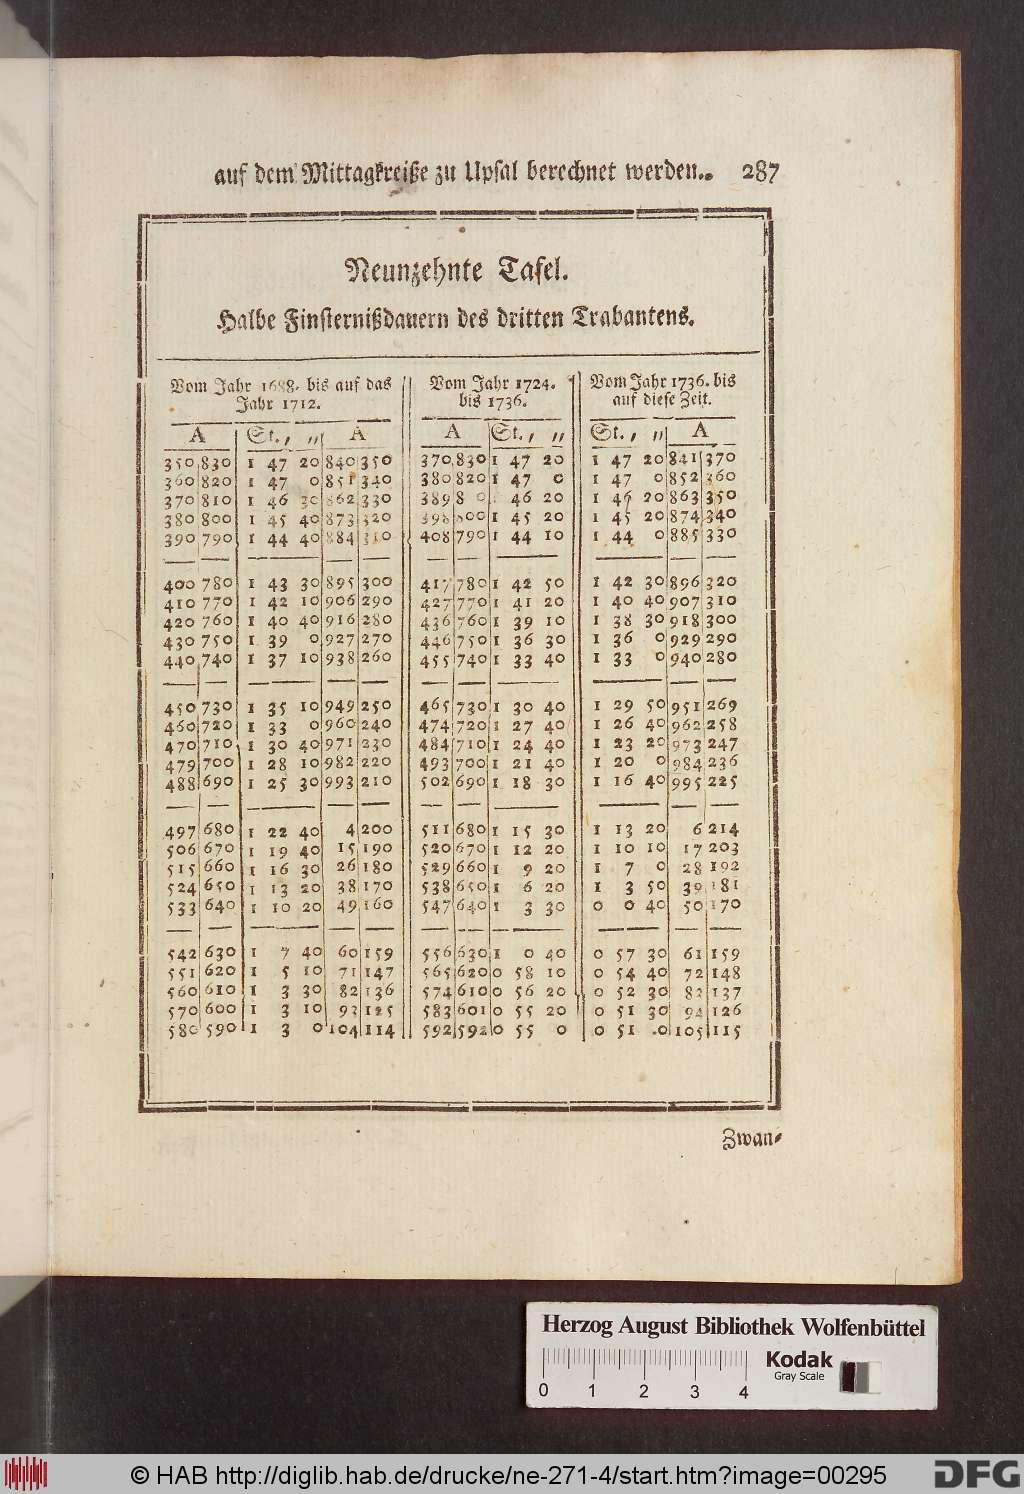 auf dem Mittagkreiße zu Upsal berechnet werden.. 287
Neunzehnte Tafel.
Halbe Finsternißdauern des dritten Trabantens.
Vom Jahr 1688. bis auf das Jahr 1712. Vom Jahr 1724. bis 1736. Vom Jahr 1736. bis auf diese Zeit.
A St. , ,, A A St. , ,, St. , ,, A
350 830 1 47 20 840 350 370 830 1 47 20 1 47 20 841 370
360 820 1 47 0 851 340 380 820 1 47 0 1 47 0 852 360
370 810 1 46 30 862 330 389 8 0 46 20 1 46 20 863 350
380 800 1 45 40 873 320 398 800 1 45 20 1 45 20 874 340
390 790 1 44 40 884 310 408 790 1 44 10 1 44 0 885 330
400 780 1 43 30 895 300 417 780 1 42 50 1 42 30 896 320
410 770 1 42 10 906 290 427 770 1 41 20 1 40 40 907 310
420 760 1 40 40 916 280 436 760 1 39 10 1 38 30 918 300
430 750 1 39 0 927 270 446 750 1 36 30 1 36 0 929 290
440 740 1 37 10 938 260 455 740 1 33 40 1 33 0 940 280
450 730 1 35 10 949 250 465 730 1 30 40 1 29 50 951 269
460 720 1 33 0 960 240 474 720 1 27 40 1 26 40 962 258
470 710 1 30 40 971 230 484 710 1 24 40 1 23 20 973 247
479 700 1 28 10 982 220 493 700 1 21 40 1 20 0 984 236
488 690 1 25 30 993 210 502 690 1 18 30 1 16 40 995 225
497 680 1 22 40 4 200 511 680 1 15 30 1 13 20 6 214
506 670 1 19 40 15 190 520 670 1 12 20 1 10 10 17 203
515 660 1 16 30 26 180 529 660 1 9 20 1 7 0 28 192
524 650 1 13 20 38 170 538 650 1 6 20 1 3 50 39 181
533 640 1 10 20 49 160 547 640 1 3 30 0 0 40 50 170
542 630 1 7 40 60 159 556 630 1 0 40 0 57 30 61 159
551 620 1 5 10 71 147 565 620 0 58 10 0 54 40 72 148
560 610 1 3 30 82 136 574 610 0 56 20 0 52 30 83 137
570 600 1 3 10 93 125 583 601 0 55 20 0 51 30 94 126
580 590 1 3 0 104 114 592 592 0 55 0 0 51 0 105 115
Zwan-
Herzog August Bibliothek Wolfenbüttel
Kodak
Gray Scale
0 1 2 3 4
© HAB http://diglib.hab.de/drucke/ne-271-4/start.htm?image=00295
DFG